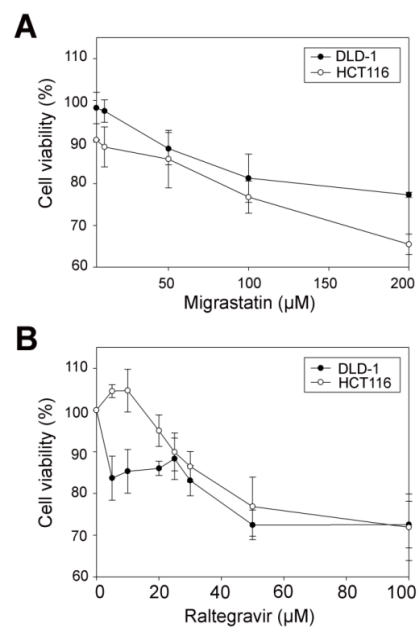 A
110
100
90
80
70
60
Cell viability (%)
DLD-1
HCT116
50
100
150
200
Migrastatin (µM)
B
110
100
90
80
70
60
Cell viability (%)
DLD-1
HCT116
0
20
40
60
80
100
Raltegravir (µM)